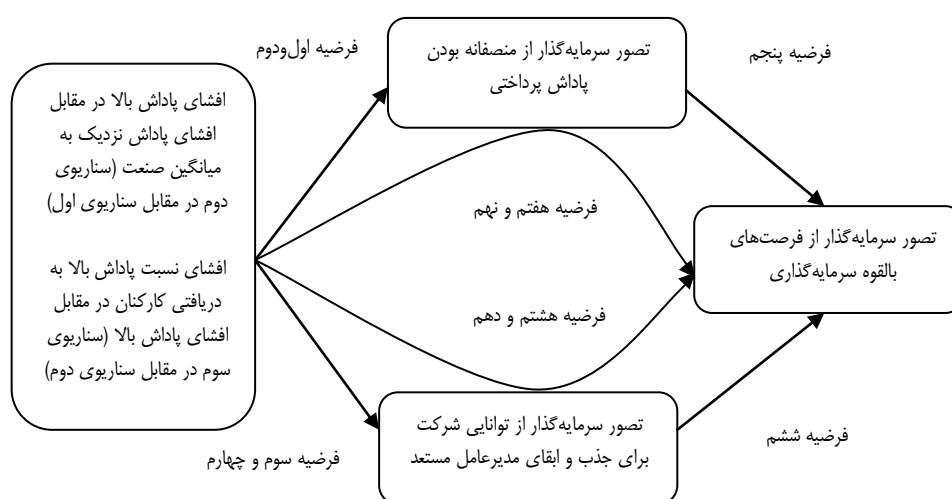 فرضیه اول‌ودوم
تصور سرمایه‌گذار از منصفانه بودن
پاداش پرداختی
فرضیه پنجم
افشای پاداش بالا در مقابل
افشای پاداش نزدیک به
میانگین صنعت (سناریوی
دوم در مقابل سناریوی اول)
افشای نسبت پاداش بالا به
دریافتی کارکنان در مقابل
افشای پاداش بالا (سناریوی
سوم در مقابل سناریوی دوم)
فرضیه هفتم و نهم
فرضیه هشتم و دهم
تصور سرمایه‌گذار از فرصت‌های
بالقوه سرمایه‌گذاری
فرضیه سوم و چهارم
تصور سرمایه‌گذار از توانایی شرکت
برای جذب و ابقای مدیرعامل مستعد
فرضیه ششم